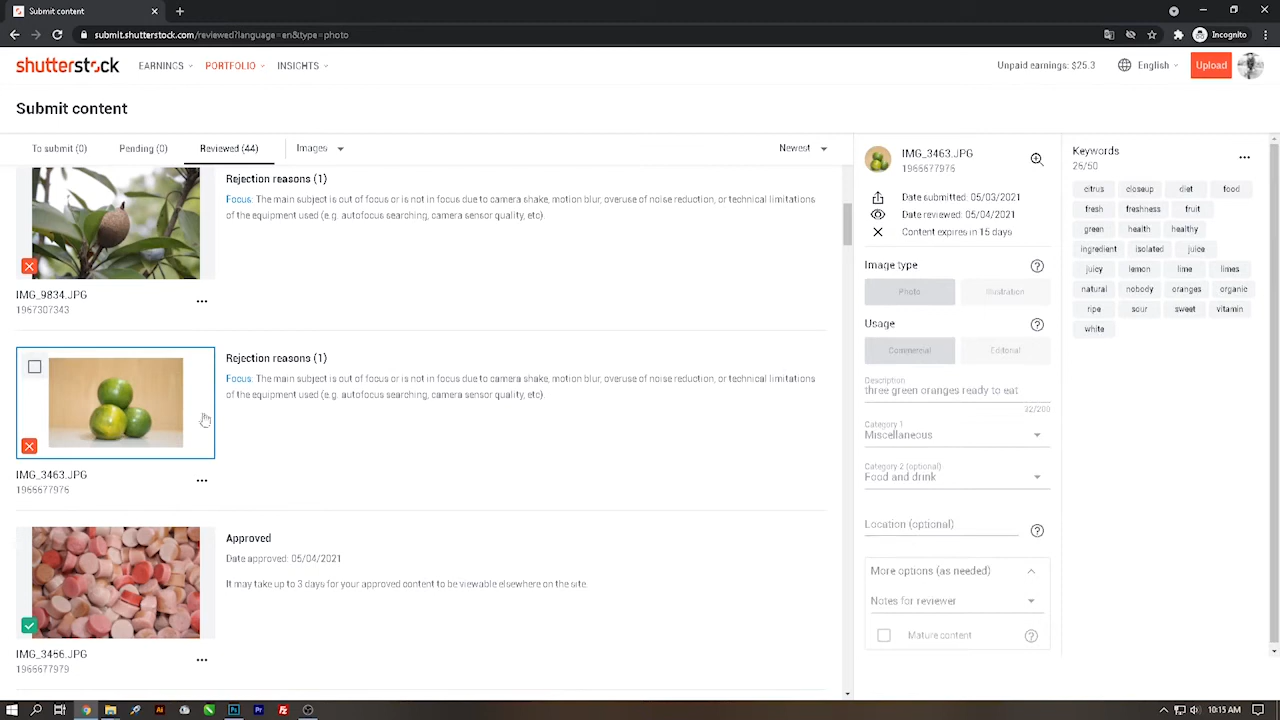 Submit content
submit.shutterstock.com/reviewed?language=en&type=photo
Incognito
shutterstock
EARNINGS
PORTFOLIO
INSIGHTS
Unpaid earnings: $25.3
English
Upload
Submit content
To submit (0)
Pending (0)
Reviewed (44)
Images
Newest
Rejection reasons (1)
Focus: The main subject is out of focus or is not in focus due to camera shake, motion blur, overuse of noise reduction, or technical limitations
of the equipment used (e.g. autofocus searching, camera sensor quality, etc).
IMG_9834.JPG
1967307343
Rejection reasons (1)
Focus: The main subject is out of focus or is not in focus due to camera shake, motion blur, overuse of noise reduction, or technical limitations
of the equipment used (e.g. autofocus searching, camera sensor quality, etc).
IMG_3463.JPG
1966677976
Approved
Date approved: 05/04/2021
It may take up to 3 days for your approved content to be viewable elsewhere on the site.
IMG_3456.JPG
1966677979
IMG_3463.JPG
1966677976
Date submitted: 05/03/2021
Date reviewed: 05/04/2021
Content expires in 15 days
Image type
Photo
Illustration
Usage
Commercial
Editorial
Description
three green oranges ready to eat
32/200
Category 1
Miscellaneous
Category 2 (optional)
Food and drink
Location (optional)
More options (as needed)
Notes for reviewer
Mature content
Keywords
26/50
citrus closeup diet food
fresh freshness fruit
green health healthy
ingredient isolated juice
juicy lemon lime limes
natural nobody oranges organic
ripe sour sweet vitamin
white
10:15 AM